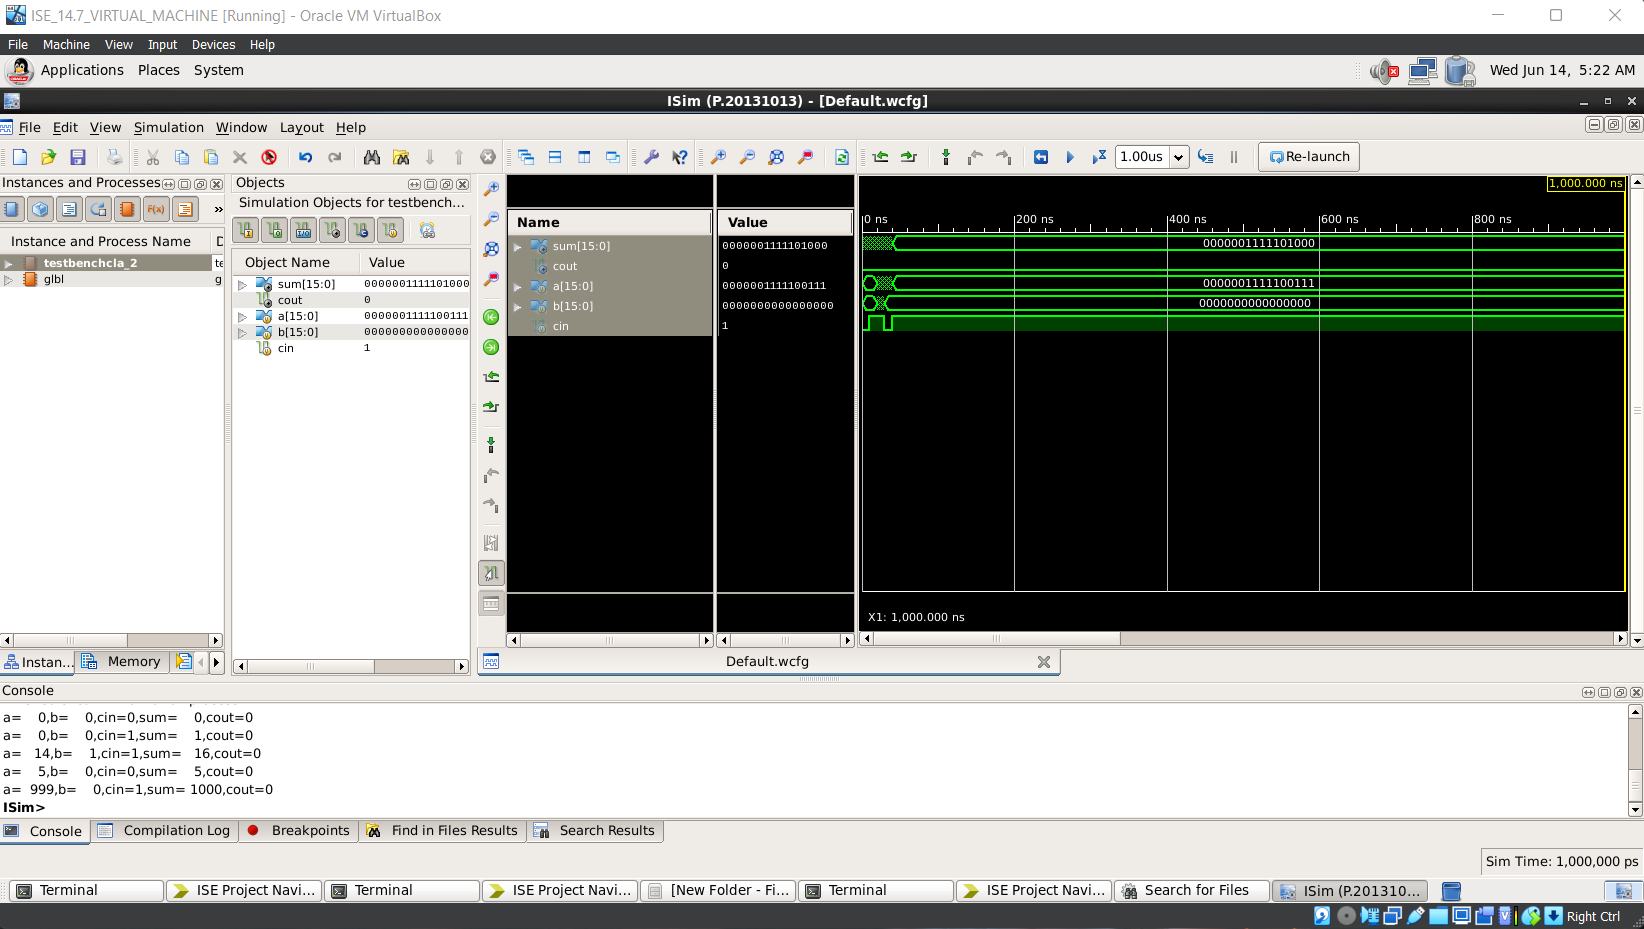 ISE_14.7_VIRTUAL_MACHINE [Running] - Oracle VM VirtualBox
File Machine View Input Devices Help
Applications Places System
Wed Jun 14, 5:22 AM
ISim (P.20131013) - [Default.wcfg]
File Edit View Simulation Window Layout Help
1.00us
Re-launch
Instances and Processes
Instance and Process Name
testbenchcla_2
glbl
Instan...
Memory
Objects
Simulation Objects for testbench...
Object Name Value
sum[15:0] 0000001111101000
cout 0
a[15:0] 0000001111100111
b[15:0] 000000000000000
cin 1
Name Value
sum[15:0] 0000001111101000
cout 0
a[15:0] 0000001111100111
b[15:0] 0000000000000000
cin 1
1,000.000 ns
0 ns 200 ns 400 ns 600 ns 800 ns
0000001111101000
0000001111100111
0000000000000000
X1: 1,000.000 ns
Default.wcfg
Console
a= 0,b= 0,cin=0,sum= 0,cout=0
a= 0,b= 0,cin=1,sum= 1,cout=0
a= 14,b= 1,cin=1,sum= 16,cout=0
a= 5,b= 0,cin=0,sum= 5,cout=0
a= 999,b= 0,cin=1,sum= 1000,cout=0
ISim>
Console Compilation Log Breakpoints Find in Files Results Search Results
Sim Time: 1,000,000 ps
Terminal ISE Project Navi... Terminal ISE Project Navi... [New Folder - Fi... Terminal ISE Project Navi... Search for Files ISim (P.201310...
Right Ctrl